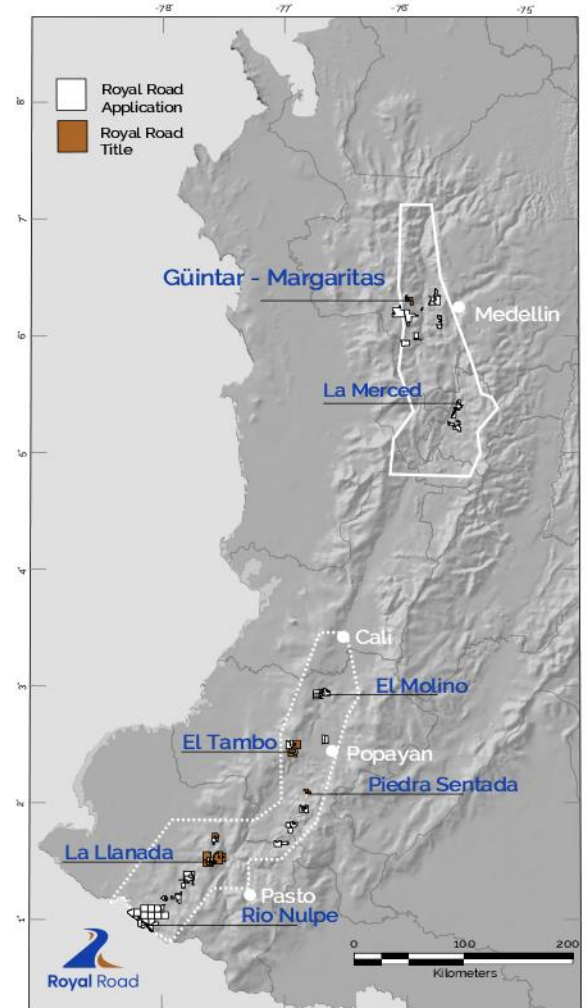 -78°
-77°
-76°
-75°
Royal Road
Application
Royal Road
Title
8°
7°
Güintar - Margaritas
6°
Medellin
La Merced
5°
4°
Cali
3°
El Molino
El Tambo
Popayan
Piedra Sentada
2°
La Llanada
Pasto
1°
Rio Nulpe
0 100 200
Kilometers
Royal Road